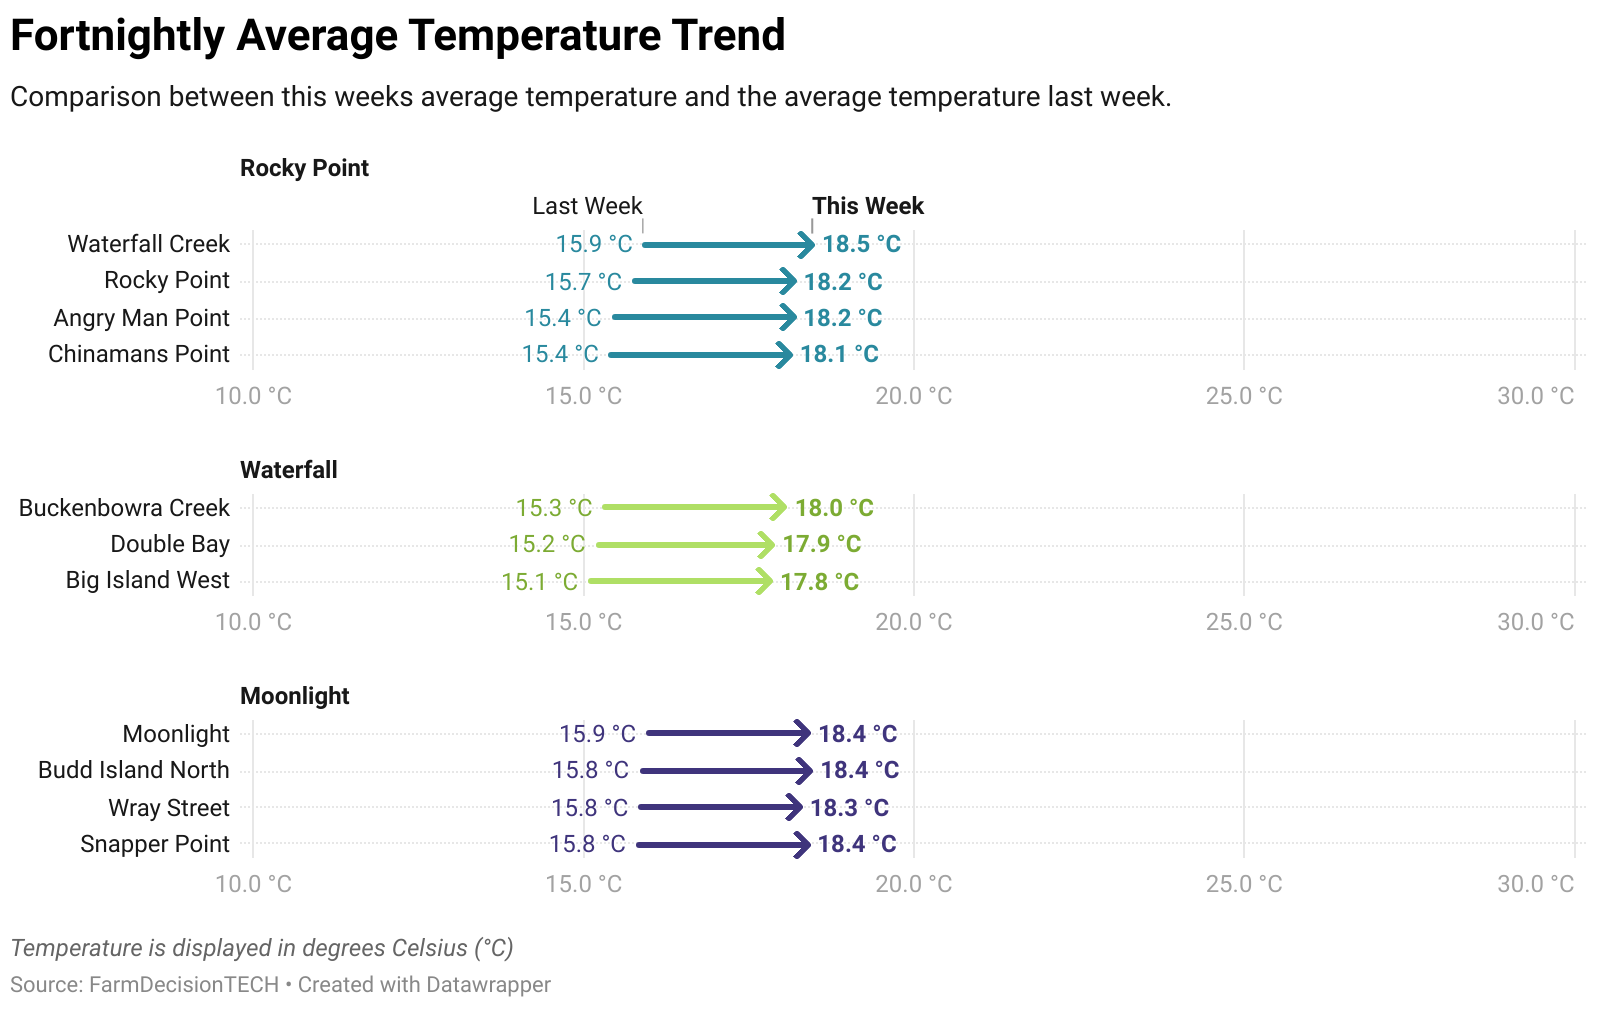 Fortnightly Average Temperature Trend
Comparison between this weeks average temperature and the average temperature last week.
Rocky Point
Last Week This Week
Waterfall Creek 15.9 °C 18.5 °C
Rocky Point 15.7 °C 18.2 °C
Angry Man Point 15.4 °C 18.2 °C
Chinamans Point 15.4 °C 18.1 °C
10.0 °C 15.0 °C 20.0 °C 25.0 °C 30.0 °C
Waterfall
Buckenbowra Creek 15.3 °C 18.0 °C
Double Bay 15.2 °C 17.9 °C
Big Island West 15.1 °C 17.8 °C
10.0 °C 15.0 °C 20.0 °C 25.0 °C 30.0 °C
Moonlight
Moonlight 15.9 °C 18.4 °C
Budd Island North 15.8 °C 18.4 °C
Wray Street 15.8 °C 18.3 °C
Snapper Point 15.8 °C 18.4 °C
10.0 °C 15.0 °C 20.0 °C 25.0 °C 30.0 °C
Temperature is displayed in degrees Celsius (°C)
Source: FarmDecisionTECH • Created with Datawrapper